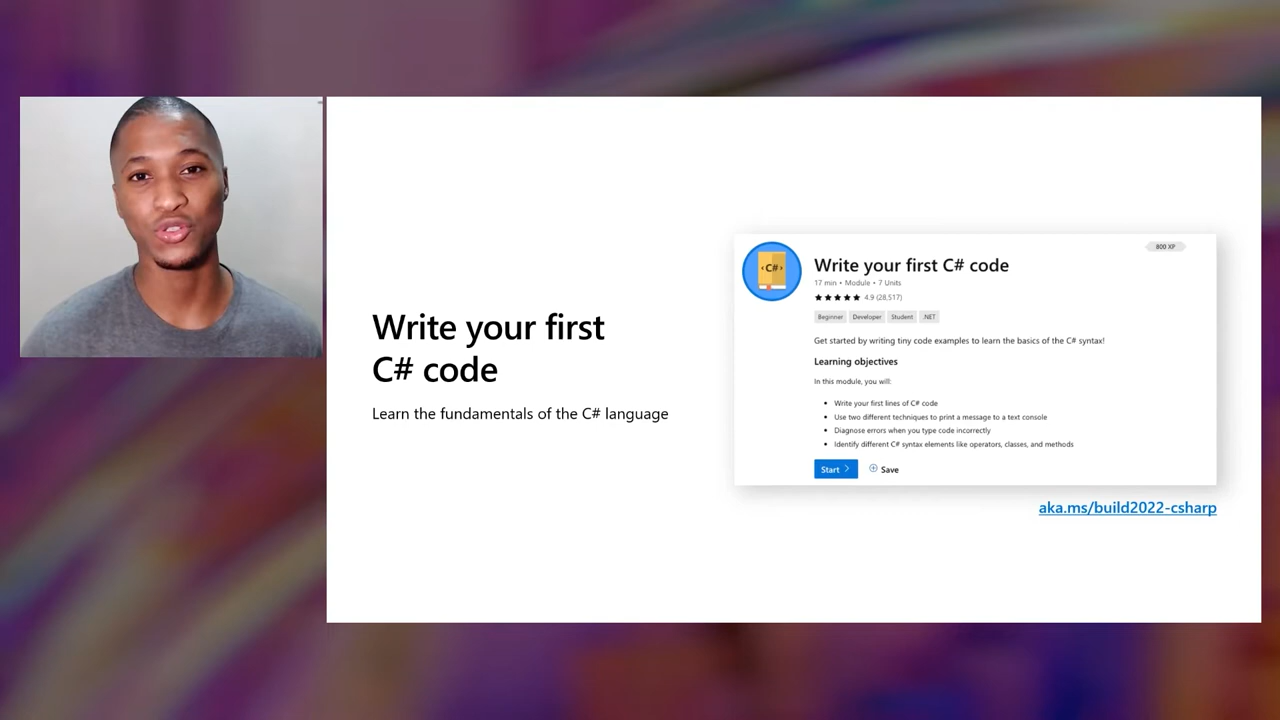 Write your first
C# code
Learn the fundamentals of the C# language
<C#>
800 XP
Write your first C# code
17 min • Module • 7 Units
★★★★★ 4.9 (28,517)
Beginner Developer Student .NET
Get started by writing tiny code examples to learn the basics of the C# syntax!
Learning objectives
In this module, you will:
• Write your first lines of C# code
• Use two different techniques to print a message to a text console
• Diagnose errors when you type code incorrectly
• Identify different C# syntax elements like operators, classes, and methods
Start > Save
aka.ms/build2022-csharp